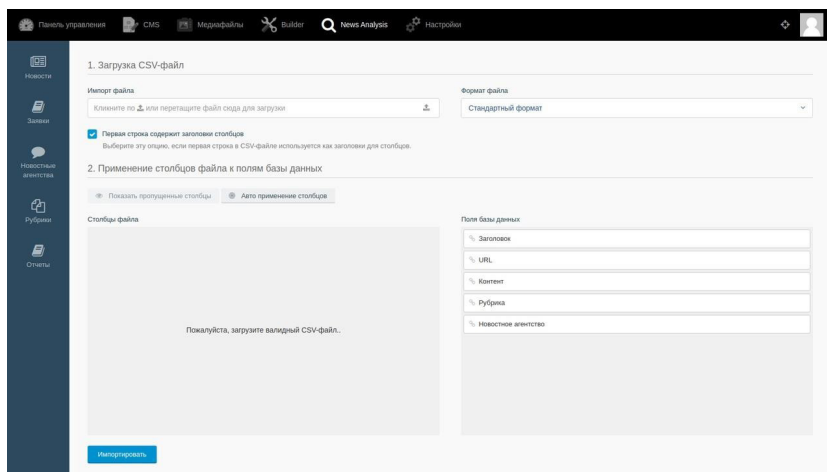 Панель управления CMS Медиафайлы Builder News Analysis Настройки
Новости
Заявки
Новостные
агентства
Рубрики
Отчеты
1. Загрузка CSV-файл
Импорт файла
Кликните по или перетащите файл сюда для загрузки
Формат файла
Стандартный формат
Первая строка содержит заголовки столбцов
Выберите эту опцию, если первая строка в CSV-файле используется как заголовки для столбцов.
2. Применение столбцов файла к полям базы данных
Показать пропущенные столбцы Авто применение столбцов
Столбцы файла
Пожалуйста, загрузите валидный CSV-файл..
Поля базы данных
Заголовок
URL
Контент
Рубрика
Новостное агентство
Импортировать